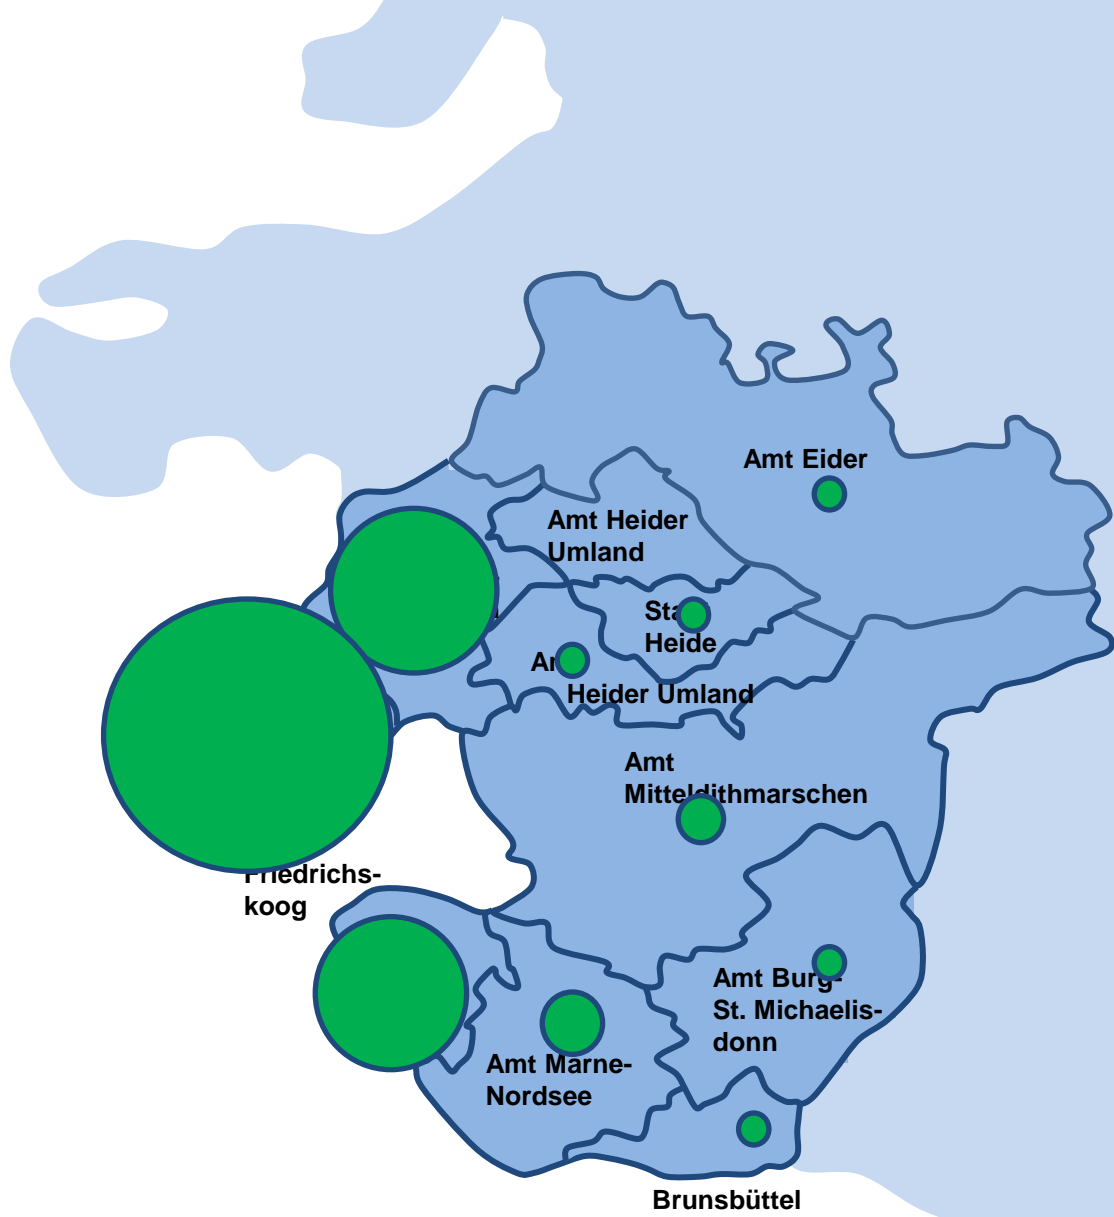 Amt Eider
Amt Heider
Umland
Heide
Heider Umland
Amt
Mitteldithmarschen
Friedrichs-
koog
Amt Burg-
St. Michaelis-
donn
Amt Marne-
Nordsee
Brunsbüttel